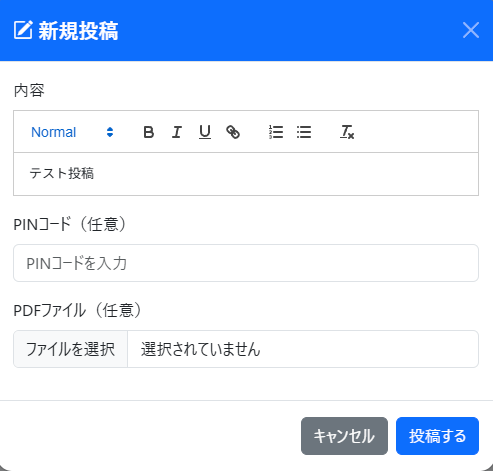 新規投稿
内容
Normal B I U
テスト投稿
PINコード（任意）
PINコードを入力
PDFファイル（任意）
ファイルを選択 選択されていません
キャンセル 投稿する